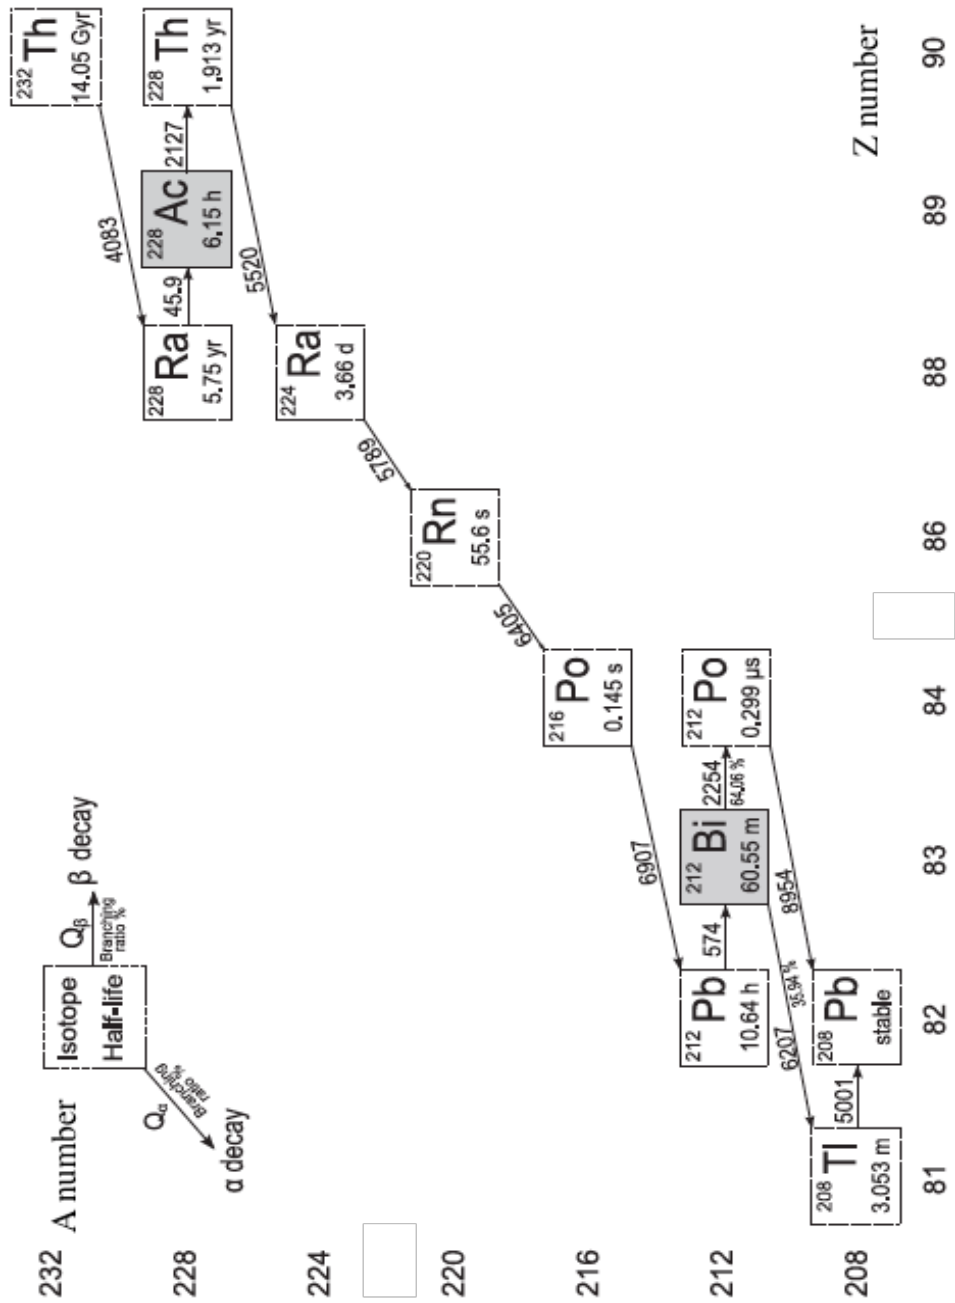 A number
232
228
224
220
216
212
208
Isotope
Half-life
Qβ
Branching
ratio %
β decay
Qα
Branching
ratio %
α decay
232 Th
14.05 Gyr
4083
228 Ra
5.75 yr
45.9
228 Ac
6.15 h
2127
228 Th
1.913 yr
5520
224 Ra
3.66 d
5789
220 Rn
55.6 s
6405
216 Po
0.145 s
6907
212 Pb
10.64 h
574
212 Bi
60.55 m
2254
64.06 %
212 Po
0.299 µs
6207
35.94 %
8954
208 Tl
3.053 m
5001
208 Pb
stable
Z number
81
82
83
84
86
88
89
90